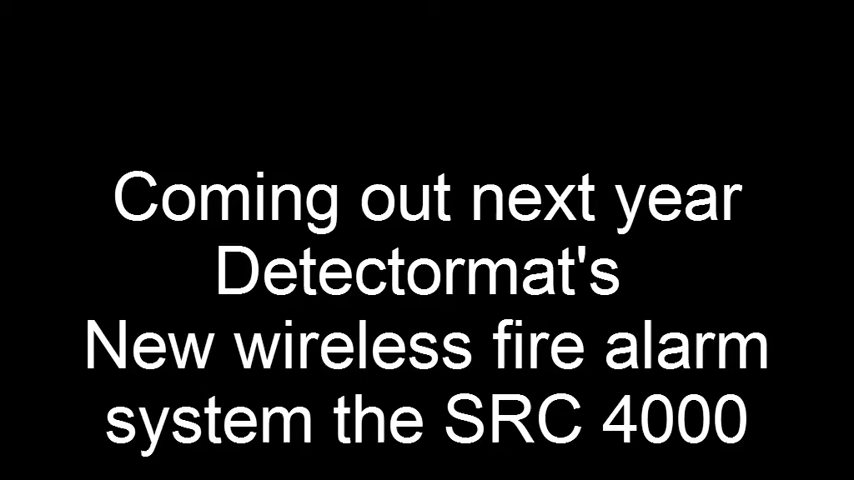 Coming out next year
Detectormat's
New wireless fire alarm
system the SRC 4000